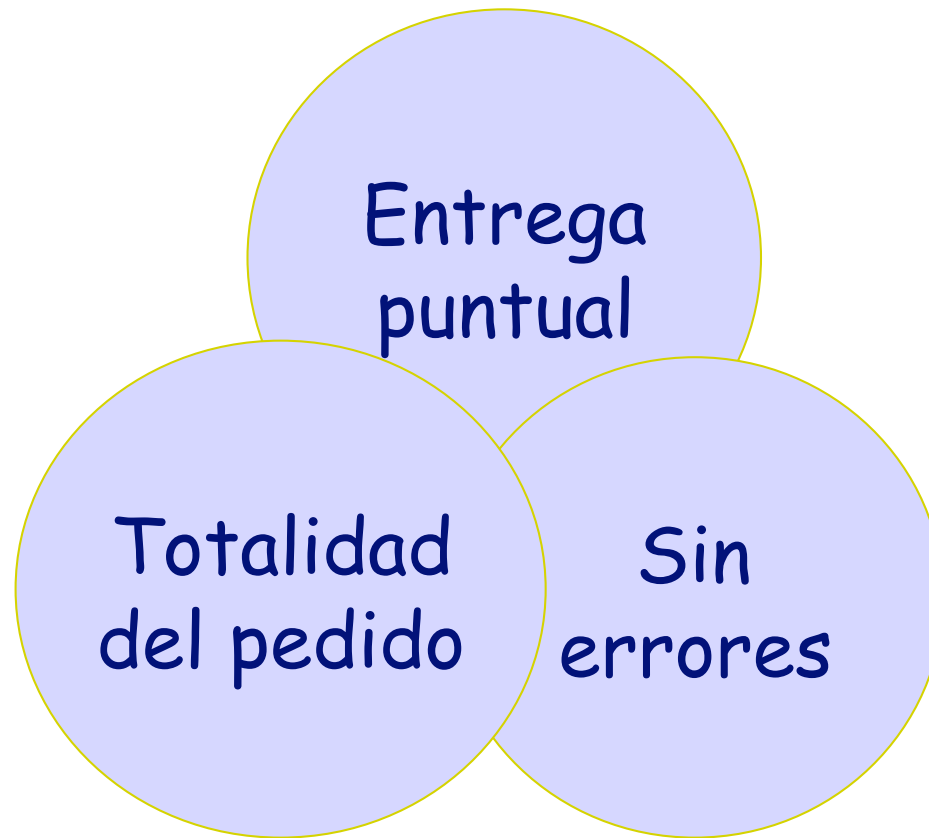 Entrega
puntual
Totalidad
del pedido
Sin
errores